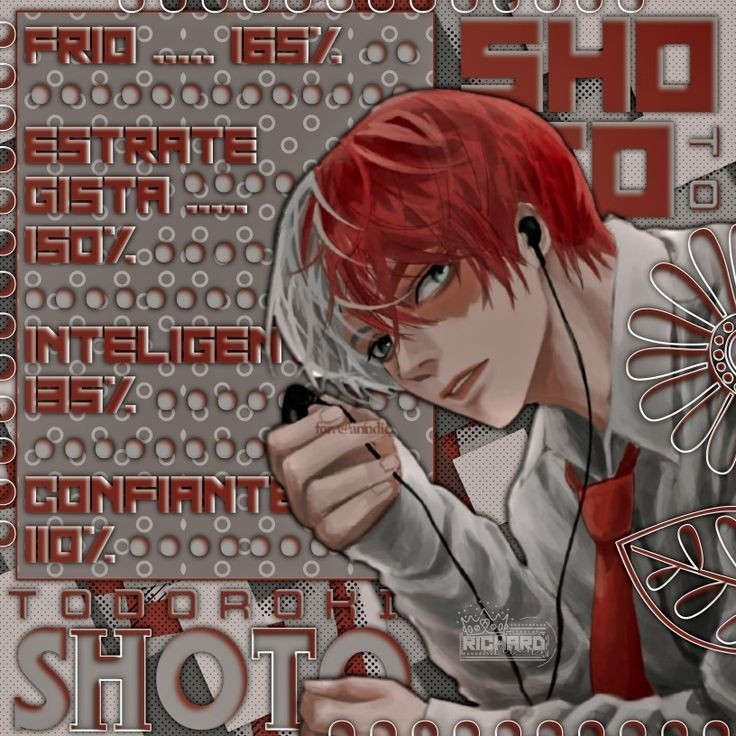 FRIO ..... 165%
ESTRATE
GISTA .....
150%
INTELIGEN
135%
CONFIANTE
110%
SHO
TO
TO
TODOROKI
SHOTO
RICHARD